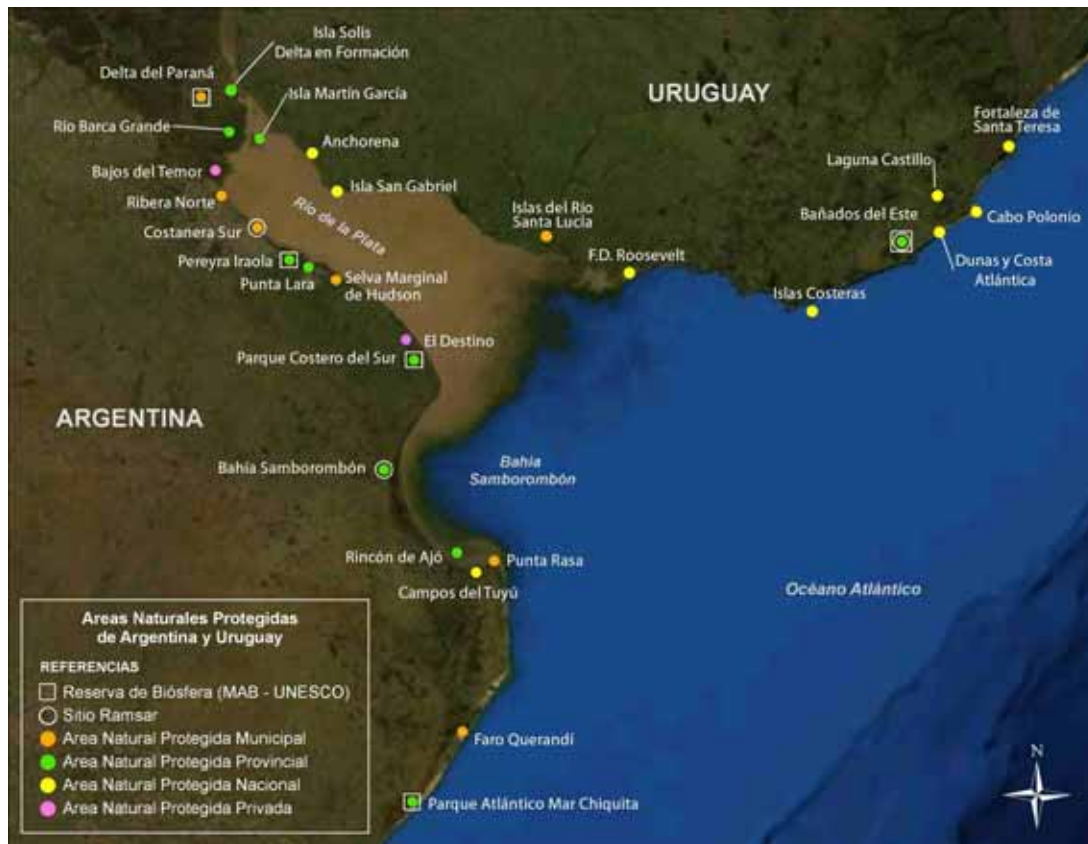 Isla Solís
Delta en Formación
Delta del Paraná
Isla Martín García
URUGUAY
Río Barca Grande
Anchorena
Fortaleza de
Santa Teresa
Bajos del Temor
Isla San Gabriel
Laguna Castillo
Ribera Norte
Río de la Plata
Islas del Río
Santa Lucía
Bañados del Este
Cabo Polonio
Costanera Sur
Pereyra Iraola
F.D. Roosevelt
Dunas y Costa
Atlántica
Punta Lara
Selva Marginal
de Hudson
Islas Costeras
El Destino
Parque Costero del Sur
ARGENTINA
Bahía Samborombón
Bahía
Samborombón
Rincón de Ajó
Punta Rasa
Campos del Tuyú
Océano Atlántico
Areas Naturales Protegidas
de Argentina y Uruguay
REFERENCIAS
Reserva de Biósfera (MAB - UNESCO)
Sitio Ramsar
Area Natural Protegida Municipal
Area Natural Protegida Provincial
Area Natural Protegida Nacional
Area Natural Protegida Privada
Faro Querandí
Parque Atlántico Mar Chiquita
N